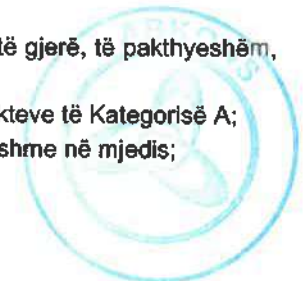 të gjerë, të pakthyeshëm,
kteve të Kategorisë A;
shme në mjedis;